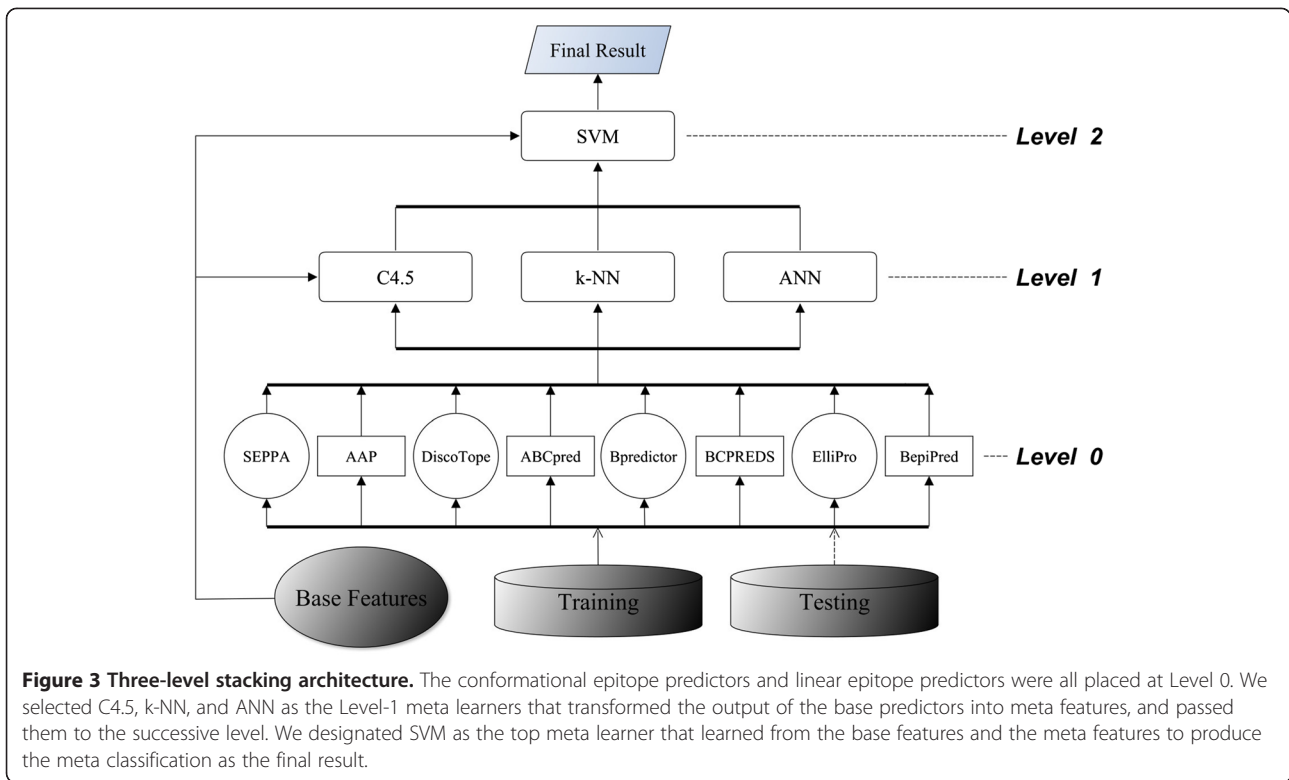 Final Result
SVM
Level 2
C4.5
k-NN
ANN
Level 1
SEPPA
AAP
DiscoTope
ABCpred
Bpredictor
BCPREDS
ElliPro
BepiPred
Level 0
Base Features
Training
Testing
Figure 3 Three-level stacking architecture. The conformational epitope predictors and linear epitope predictors were all placed at Level 0. We
selected C4.5, k-NN, and ANN as the Level-1 meta learners that transformed the output of the base predictors into meta features, and passed
them to the successive level. We designated SVM as the top meta learner that learned from the base features and the meta features to produce
the meta classification as the final result.